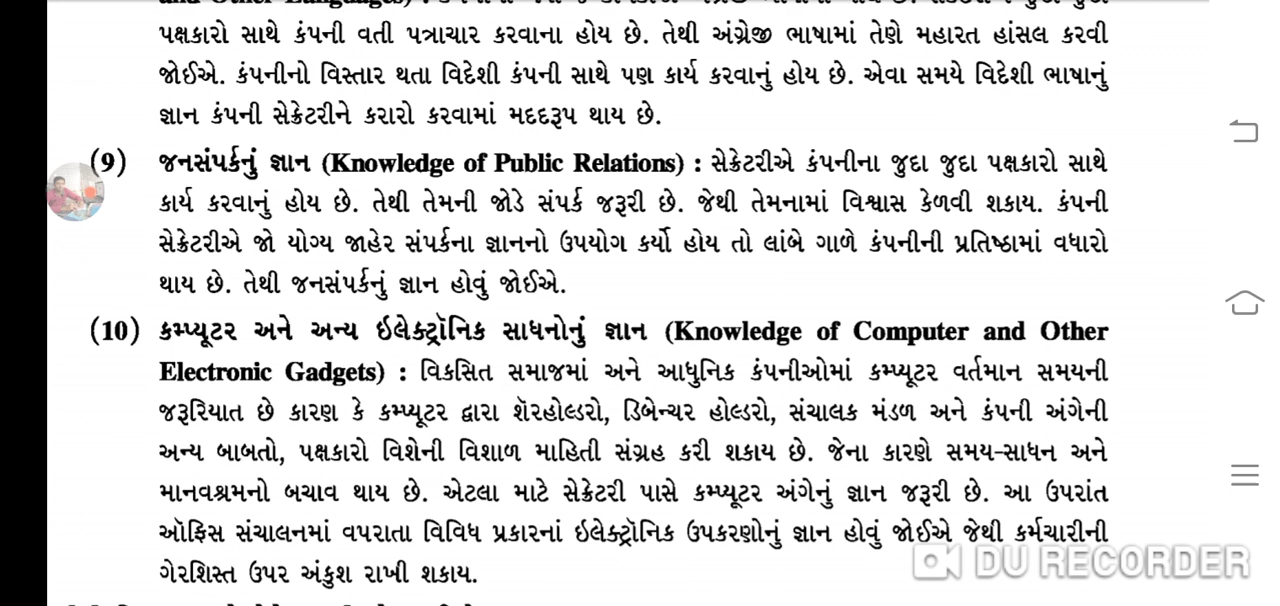 and Other Languages) :
પક્ષકારો સાથે કંપની વતી પત્રાચાર કરવાના હોય છે. તેથી અંગ્રેજી ભાષામાં તેણે મહારત હાંસલ કરવી
જોઈએ. કંપનીનો વિસ્તાર થતા વિદેશી કંપની સાથે પણ કાર્ય કરવાનું હોય છે. એવા સમયે વિદેશી ભાષાનું
જ્ઞાન કંપની સેક્રેટરીને કરારો કરવામાં મદદરૂપ થાય છે.
(9) જનસંપર્કનું જ્ઞાન (Knowledge of Public Relations) : સેક્રેટરીએ કંપનીના જુદા જુદા પક્ષકારો સાથે
કાર્ય કરવાનું હોય છે. તેથી તેમની જોડે સંપર્ક જરૂરી છે. જેથી તેમનામાં વિશ્વાસ કેળવી શકાય. કંપની
સેક્રેટરીએ જો યોગ્ય જાહેર સંપર્કના જ્ઞાનનો ઉપયોગ કર્યો હોય તો લાંબે ગાળે કંપનીની પ્રતિષ્ઠામાં વધારો
થાય છે. તેથી જનસંપર્કનું જ્ઞાન હોવું જોઈએ.
(10) કમ્પ્યૂટર અને અન્ય ઇલેક્ટ્રૉનિક સાધનોનું જ્ઞાન (Knowledge of Computer and Other
Electronic Gadgets) : વિકસિત સમાજમાં અને આધુનિક કંપનીઓમાં કમ્પ્યૂટર વર્તમાન સમયની
જરૂરિયાત છે કારણ કે કમ્પ્યૂટર દ્વારા શૅરહોલ્ડરો, ડિબેન્ચર હોલ્ડરો, સંચાલક મંડળ અને કંપની અંગેની
અન્ય બાબતો, પક્ષકારો વિશેની વિશાળ માહિતી સંગ્રહ કરી શકાય છે. જેના કારણે સમય-સાધન અને
માનવશ્રમનો બચાવ થાય છે. એટલા માટે સેક્રેટરી પાસે કમ્પ્યૂટર અંગેનું જ્ઞાન જરૂરી છે. આ ઉપરાંત
ઑફિસ સંચાલનમાં વપરાતા વિવિધ પ્રકારનાં ઇલેક્ટ્રૉનિક ઉપકરણોનું જ્ઞાન હોવું જોઈએ જેથી કર્મચારીની
ગેરશિસ્ત ઉપર અંકુશ રાખી શકાય.
DU RECORDER